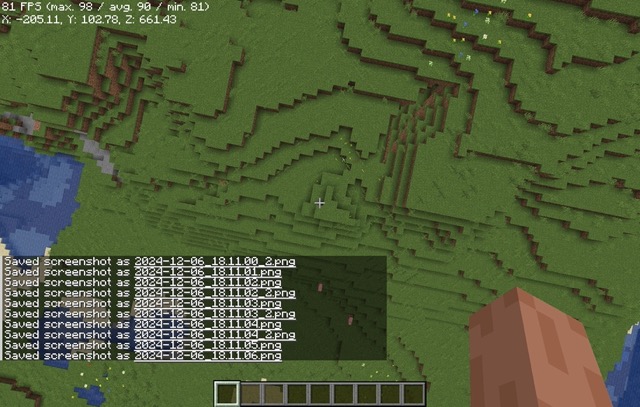 81 FPS (max. 98 / avg. 90 / min. 81)
X: -205.11, Y: 102.78, Z: 661.43
Saved screenshot as 2024-12-06_18.11.00_2.png
Saved screenshot as 2024-12-06_18.11.01.png
Saved screenshot as 2024-12-06_18.11.02.png
Saved screenshot as 2024-12-06_18.11.02_2.png
Saved screenshot as 2024-12-06_18.11.03.png
Saved screenshot as 2024-12-06_18.11.03_2.png
Saved screenshot as 2024-12-06_18.11.04.png
Saved screenshot as 2024-12-06_18.11.04_2.png
Saved screenshot as 2024-12-06_18.11.05.png
Saved screenshot as 2024-12-06_18.11.06.png